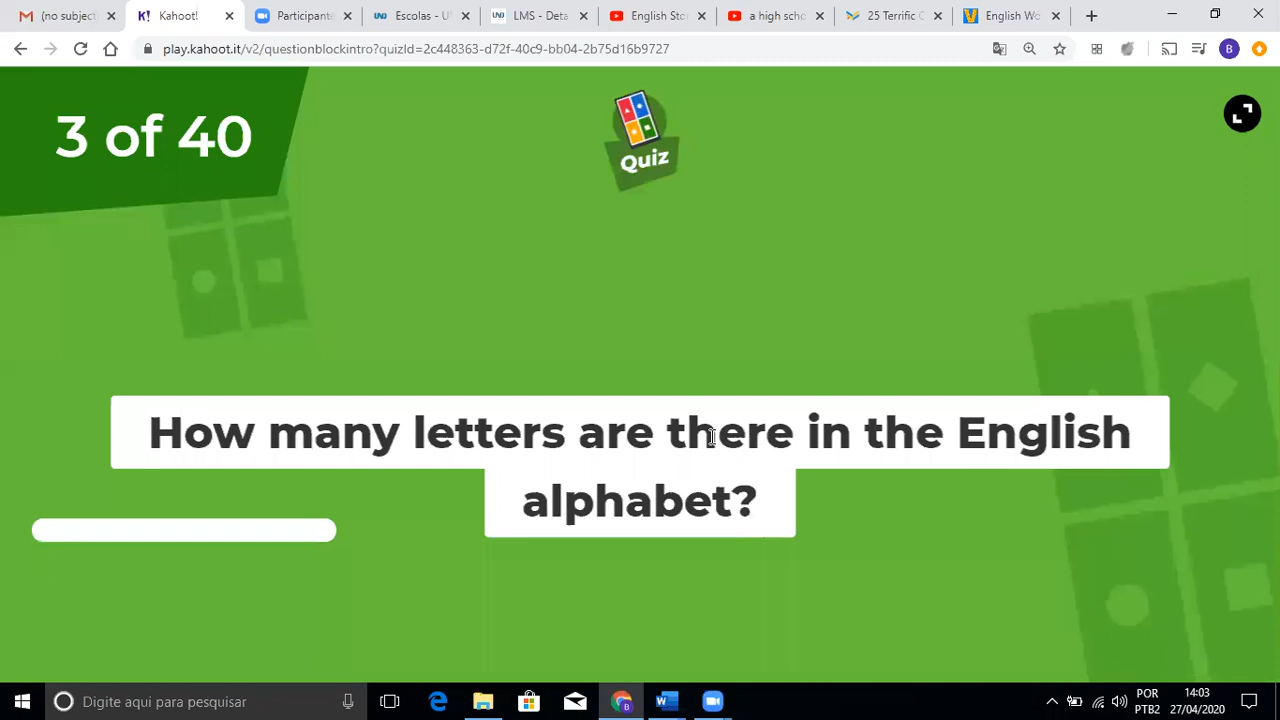 (no subject
Kahoot!
Participante
Escolas - U
LMS - Deta
English Sto
a high scho
25 Terrific C
English Wo
play.kahoot.it/v2/questionblockintro?quizId=2c448363-d72f-40c9-bb04-2b75d16b9727
B
3 of 40
Quiz
How many letters are there in the English
alphabet?
Digite aqui para pesquisar
POR
PTB2
14:03
27/04/2020